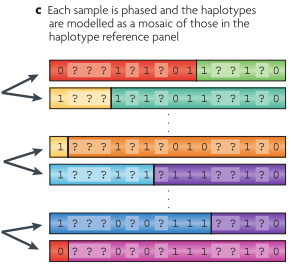 c Each sample is phased and the haplotypes
are modelled as a mosaic of those in the
haplotype reference panel
0 ? ? ? 1 ? 1 ? 0 1 1 ? ? 1 ? 0
1 ? ? ? 1 ? 1 ? 0 1 1 ? ? 1 ? 0
1 ? ? ? 1 ? 1 ? 0 1 0 ? ? 1 ? 0
1 ? ? ? 1 ? 1 ? 1 1 1 ? ? 1 ? 0
1 ? ? ? 0 ? 0 ? 1 1 1 ? ? 1 ? 0
0 ? ? ? 0 ? 0 ? 1 1 1 ? ? 1 ? 0